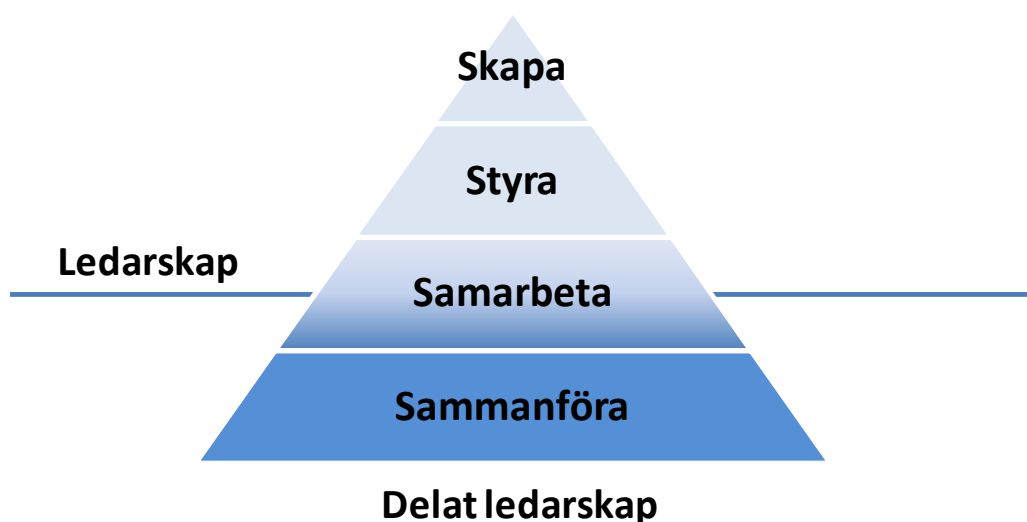 Skapa
Styra
Ledarskap
Samarbeta
Sammanföra
Delat ledarskap